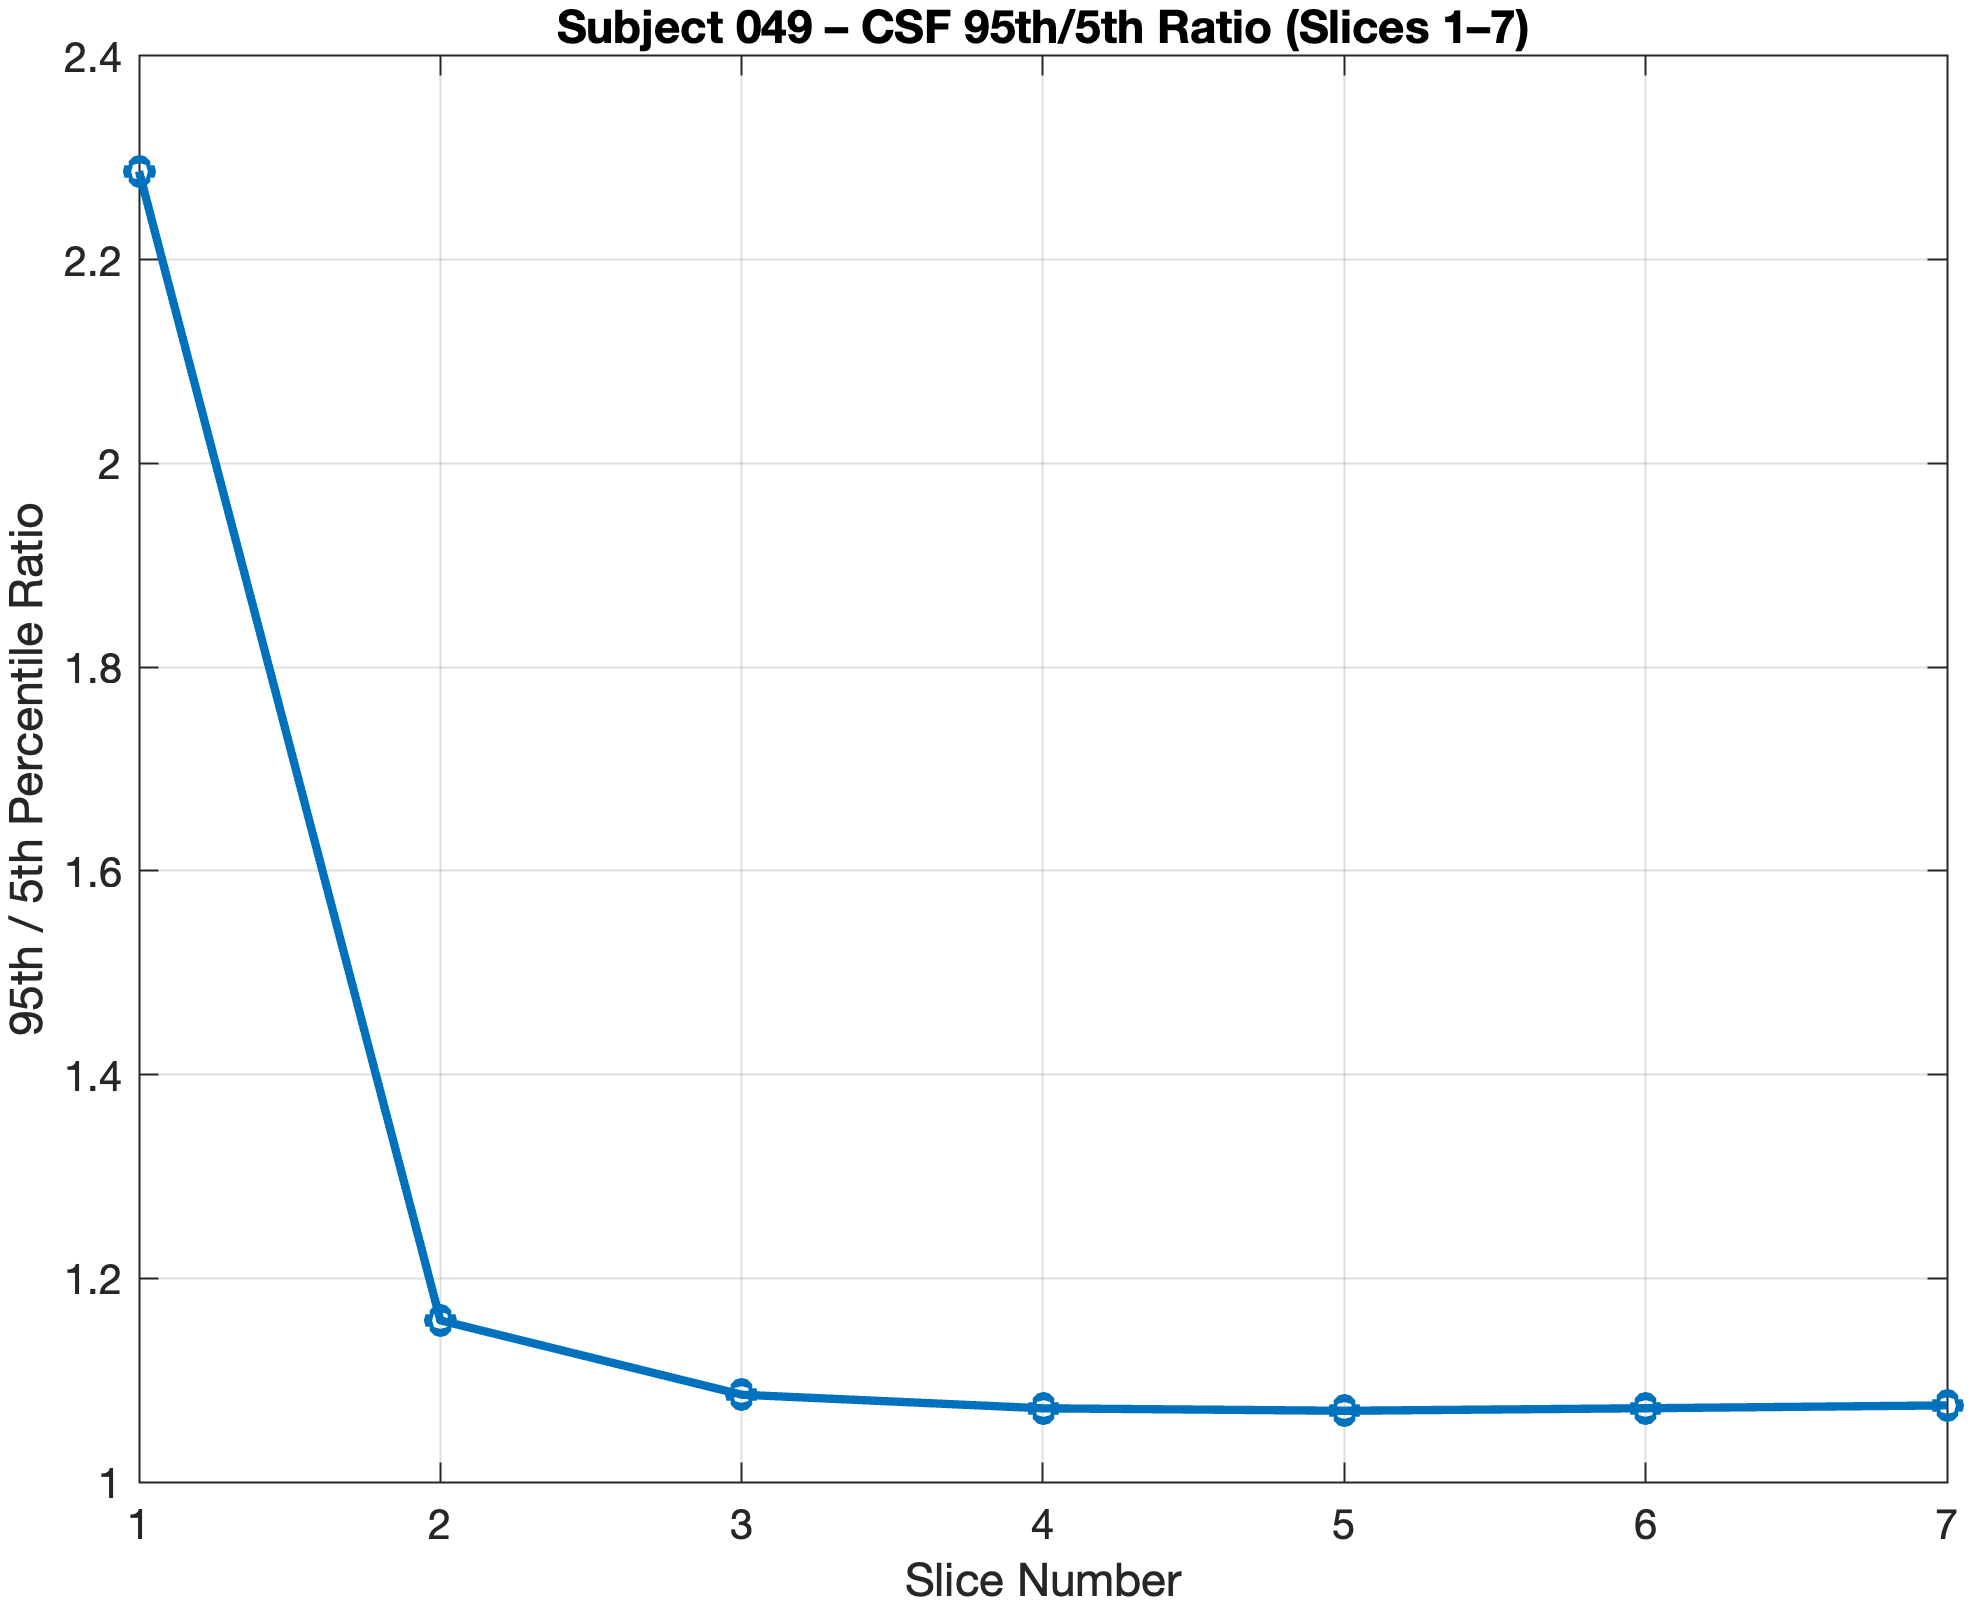 Subject 049 – CSF 95th/5th Ratio (Slices 1–7)
95th / 5th Percentile Ratio
2.4
2.2
2
1.8
1.6
1.4
1.2
1
1 2 3 4 5 6 7
Slice Number